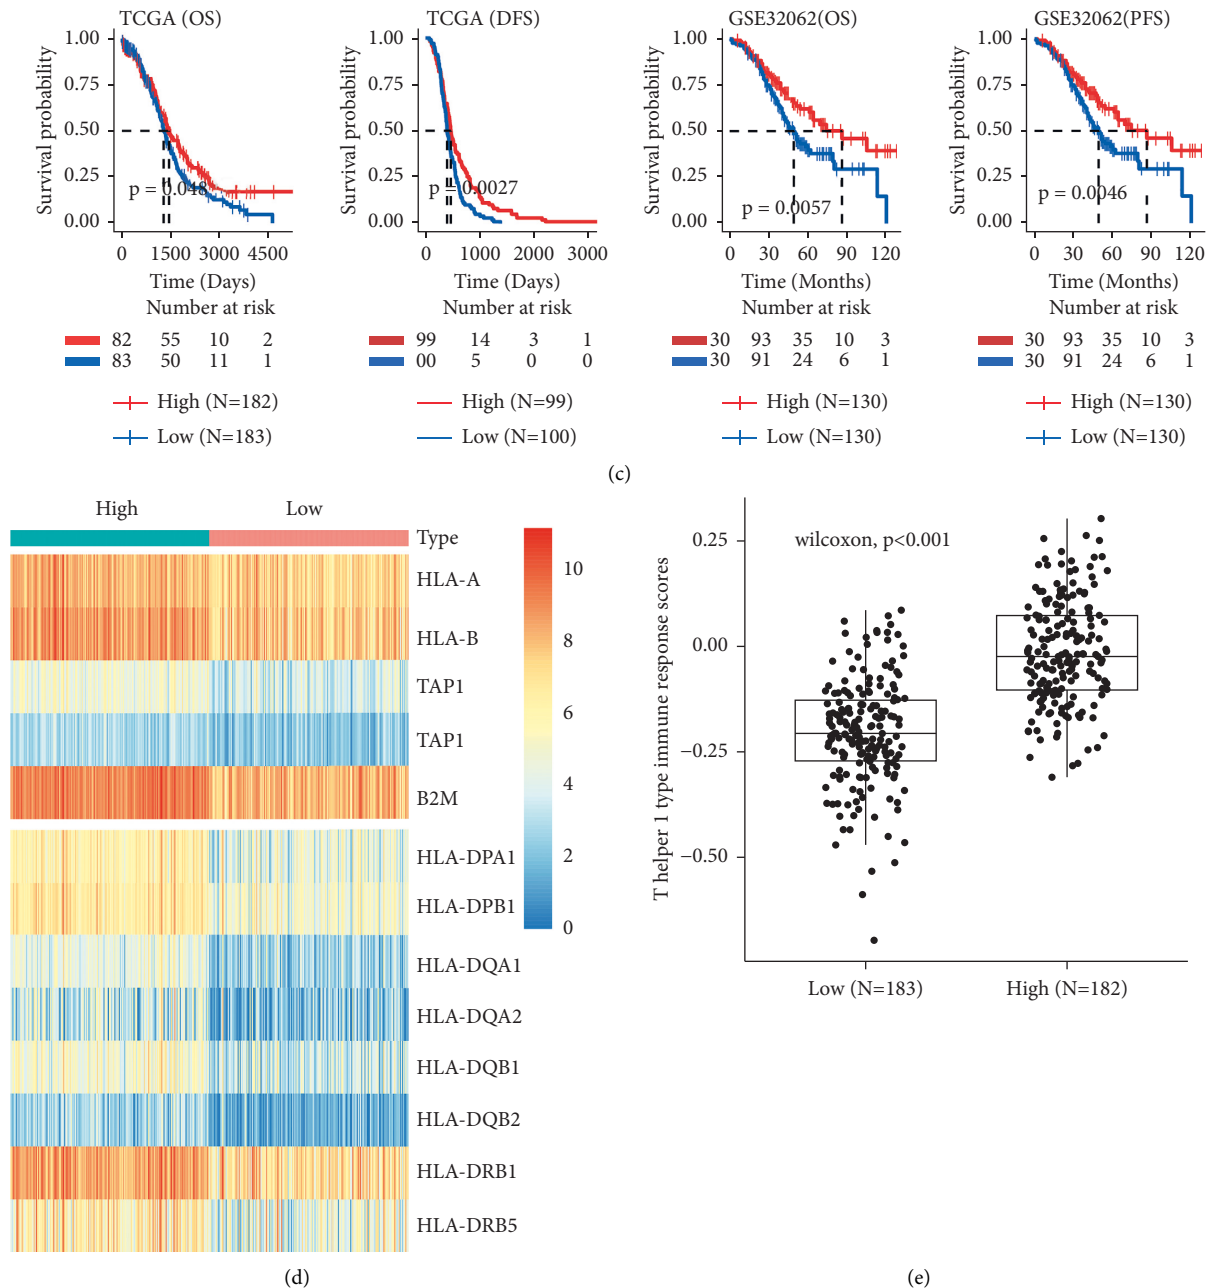 TCGA (OS)
Survival probability
1.00
0.75
0.50
0.25
0.00
p = 0.048
0 1500 3000 4500
Time (Days)
Number at risk
82 55 10 2
83 50 11 1
High (N=182)
Low (N=183)
TCGA (DFS)
Survival probability
1.00
0.75
0.50
0.25
0.00
p = 0.0027
0 1000 2000 3000
Time (Days)
Number at risk
99 14 3 1
00 5 0 0
High (N=99)
Low (N=100)
GSE32062(OS)
Survival probability
1.00
0.75
0.50
0.25
0.00
p = 0.0057
0 30 60 90 120
Time (Months)
Number at risk
30 93 35 10 3
30 91 24 6 1
High (N=130)
Low (N=130)
GSE32062(PFS)
Survival probability
1.00
0.75
0.50
0.25
0.00
p = 0.0046
0 30 60 90 120
Time (Months)
Number at risk
30 93 35 10 3
30 91 24 6 1
High (N=130)
Low (N=130)
(c)
High Low
Type
HLA-A
HLA-B
TAP1
TAP1
B2M
HLA-DPA1
HLA-DPB1
HLA-DQA1
HLA-DQA2
HLA-DQB1
HLA-DQB2
HLA-DRB1
HLA-DRB5
10
8
6
4
2
0
(d)
T helper 1 type immune response scores
0.25
0.00
−0.25
−0.50
wilcoxon, p<0.001
Low (N=183) High (N=182)
(e)